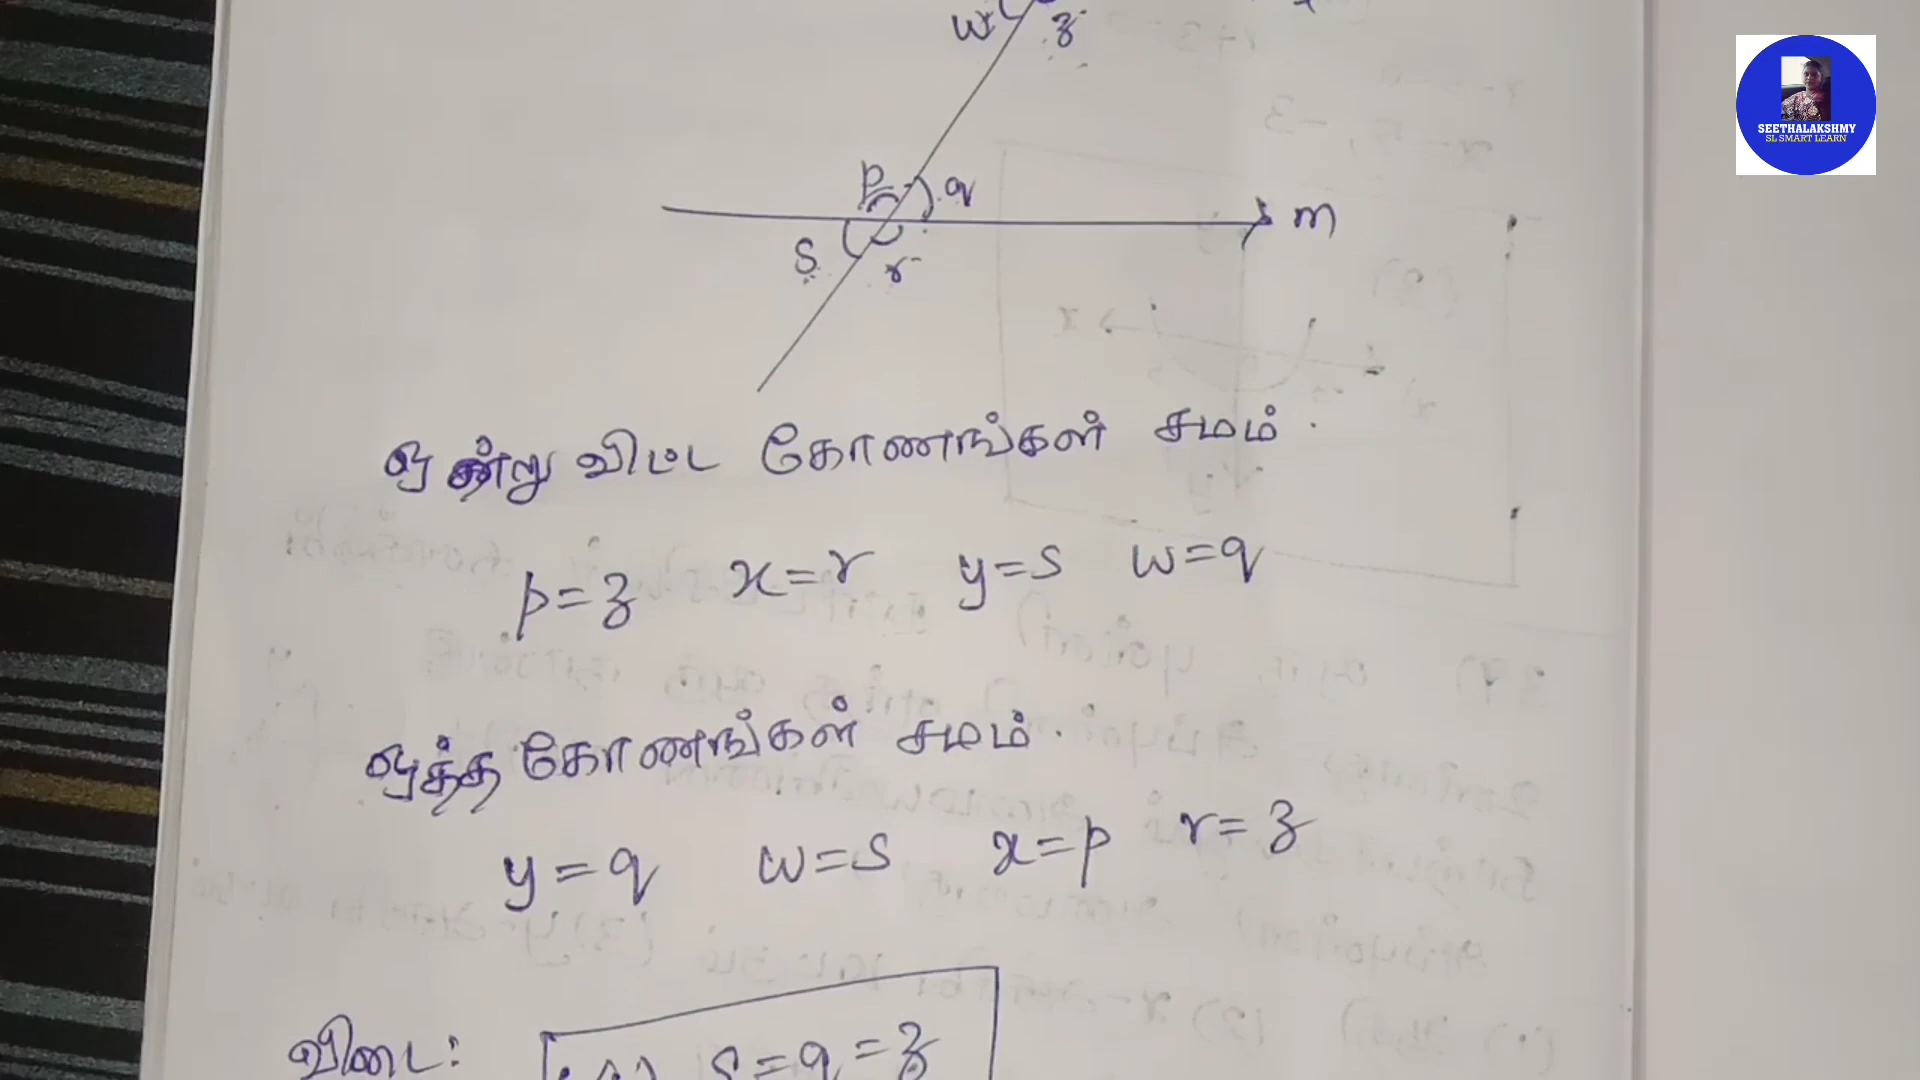 w z
p q
m
s r
ஒன்று விட்ட கோணங்கள் சமம்.
p=z x=r y=s w=q
ஒத்த கோணங்கள் சமம்.
y=q w=s x=p r=z
விடை: s=q=z
SEETHALAKSHMY
SL SMART LEARN